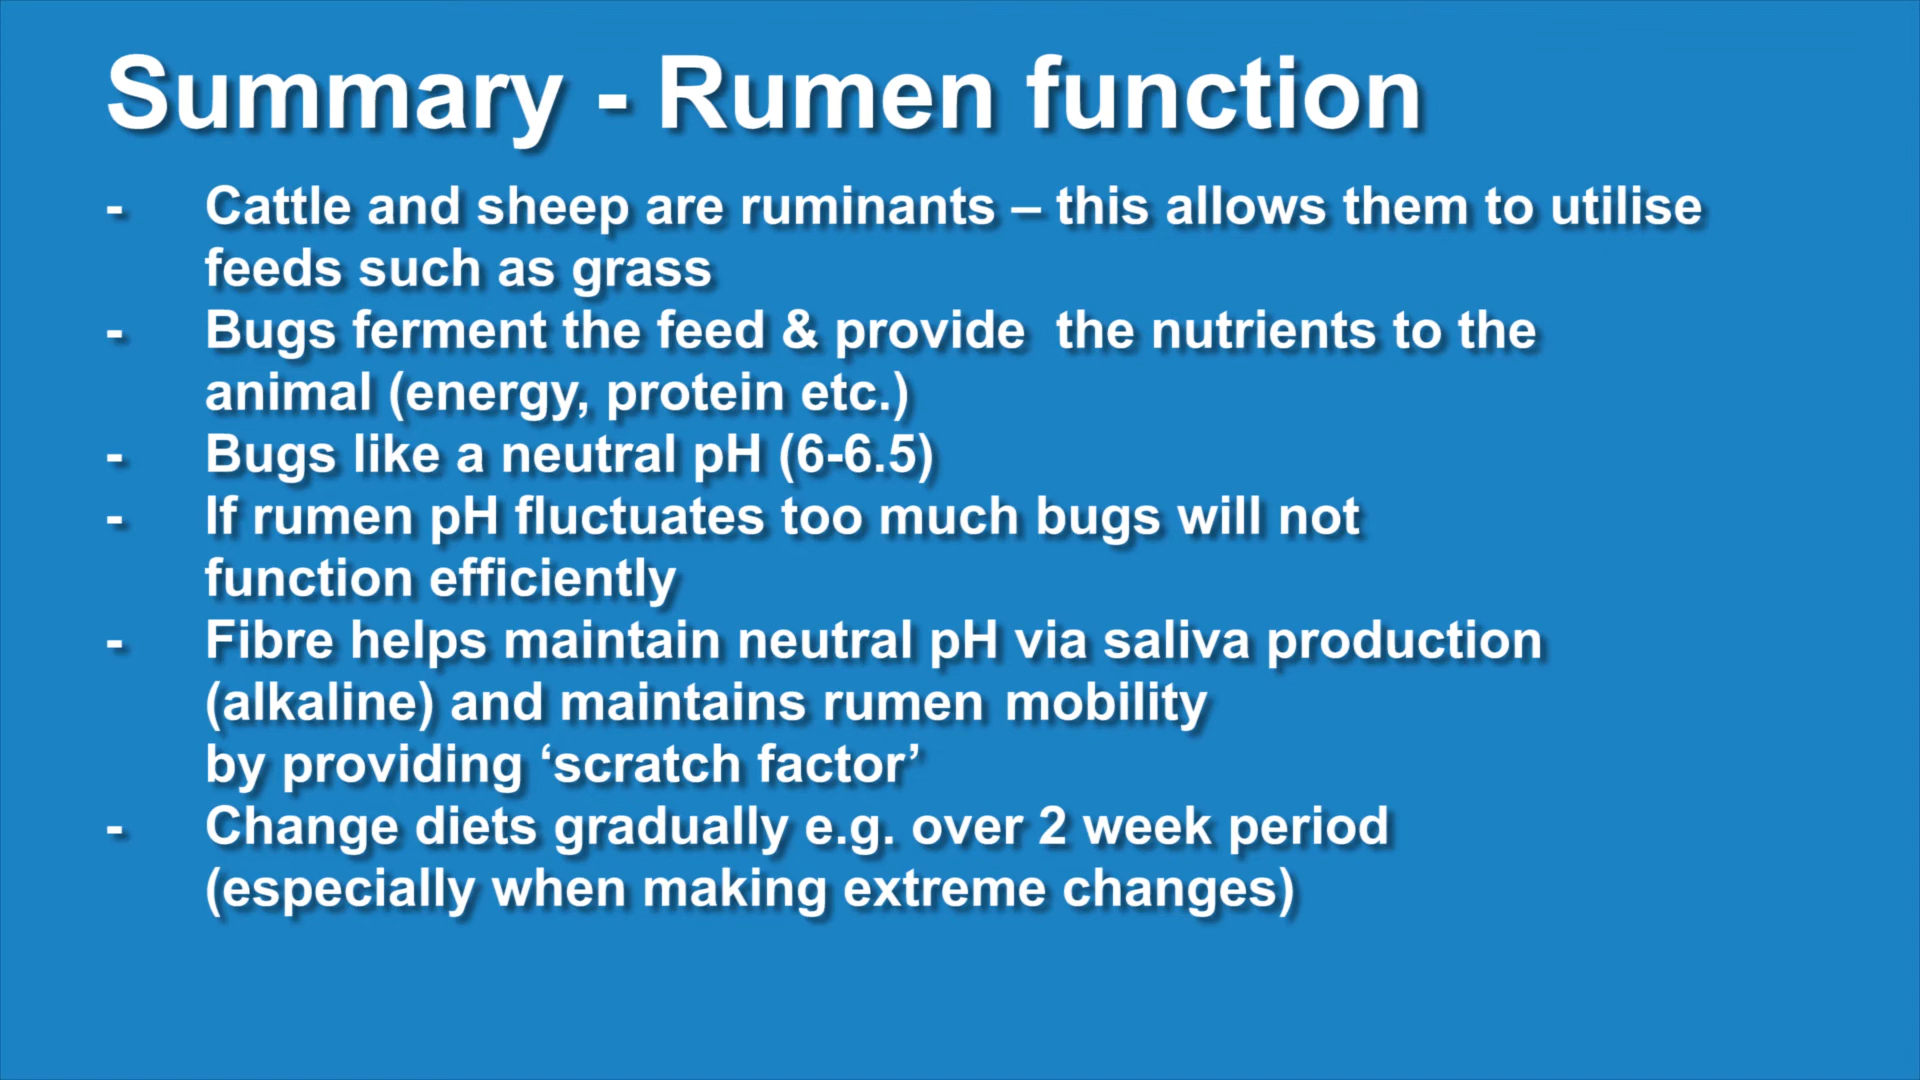 Summary - Rumen function
- Cattle and sheep are ruminants – this allows them to utilise
feeds such as grass
- Bugs ferment the feed & provide  the nutrients to the
animal (energy, protein etc.)
- Bugs like a neutral pH (6-6.5)
- If rumen pH fluctuates too much bugs will not
function efficiently
- Fibre helps maintain neutral pH via saliva production
(alkaline) and maintains rumen mobility
by providing ‘scratch factor’
- Change diets gradually e.g. over 2 week period
(especially when making extreme changes)